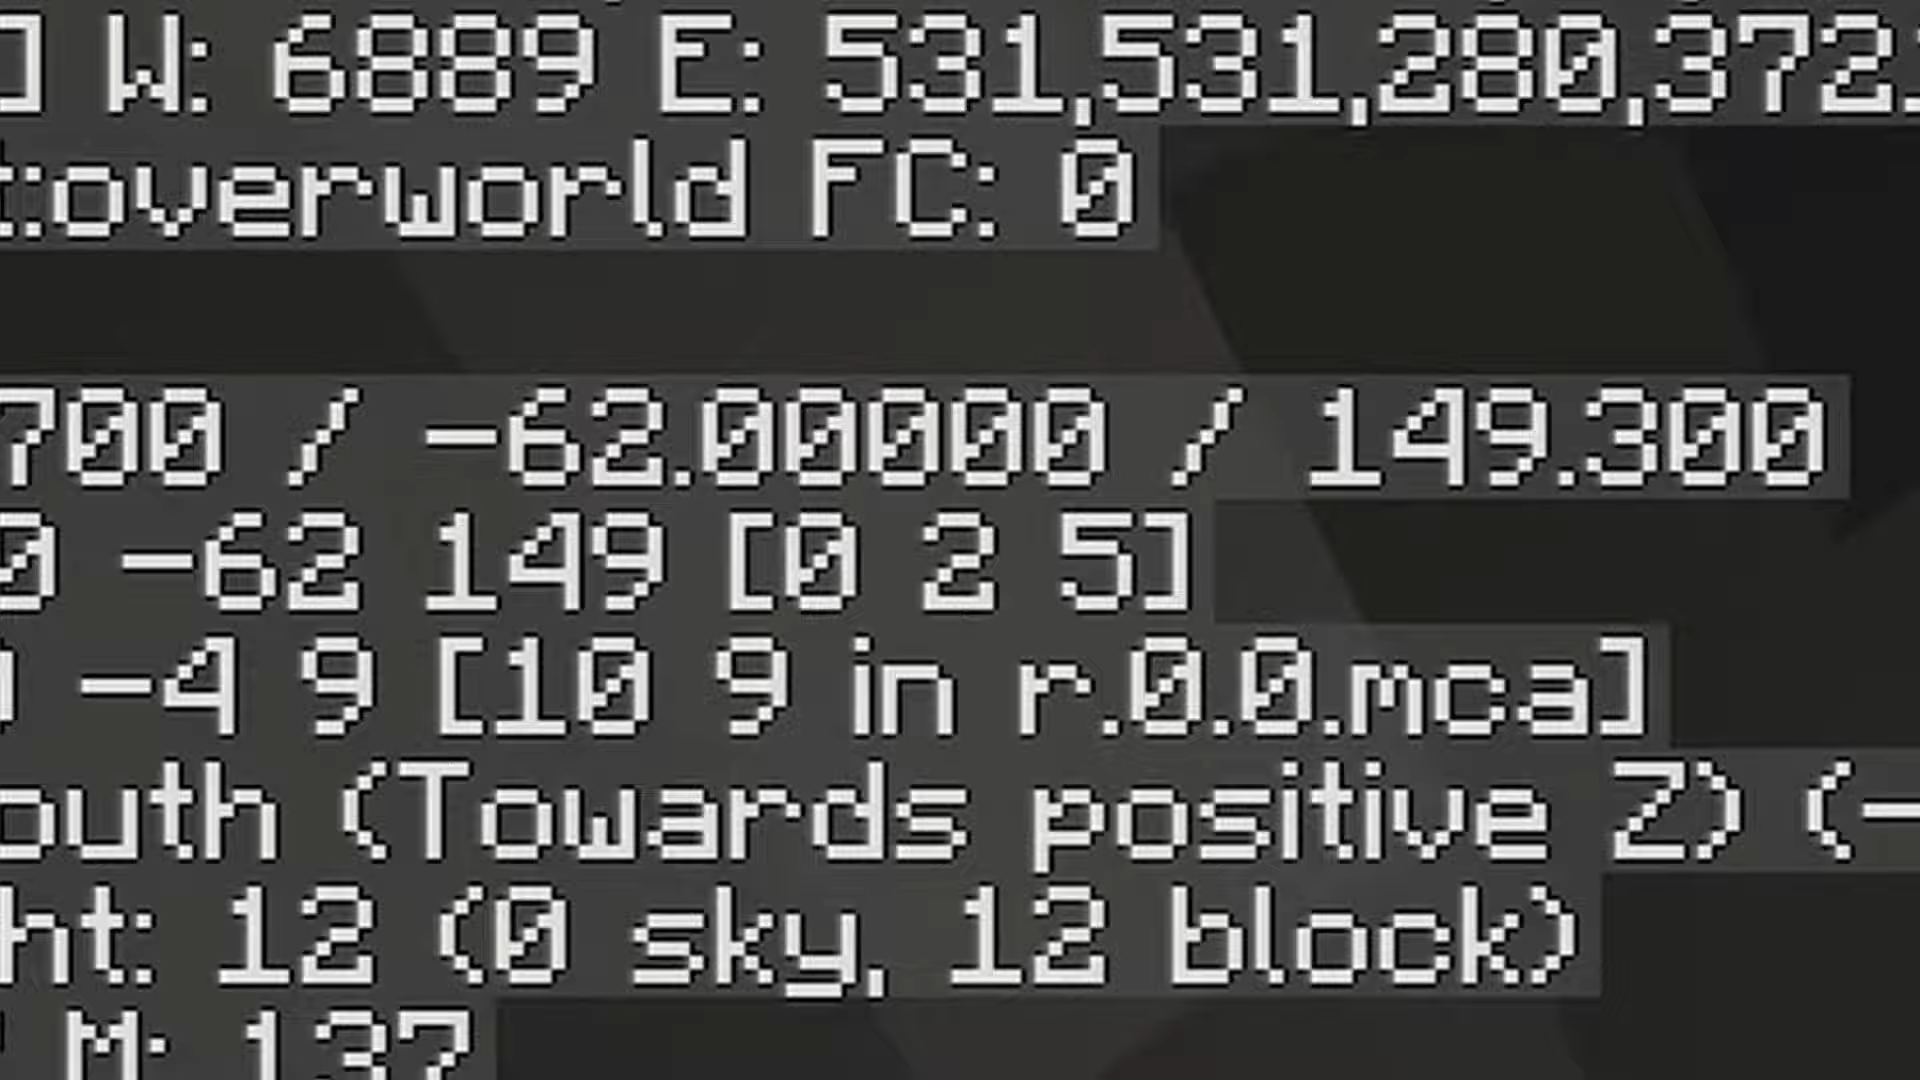 ] W: 6889 E: 531,531,280,372
t:overworld FC: 0
700 / -62.00000 / 149.300
0 -62 149 [0 2 5]
-4 9 [10 9 in r.0.0.mca]
outh (Towards positive Z) (-
ht: 12 (0 sky, 12 block)
M: 137